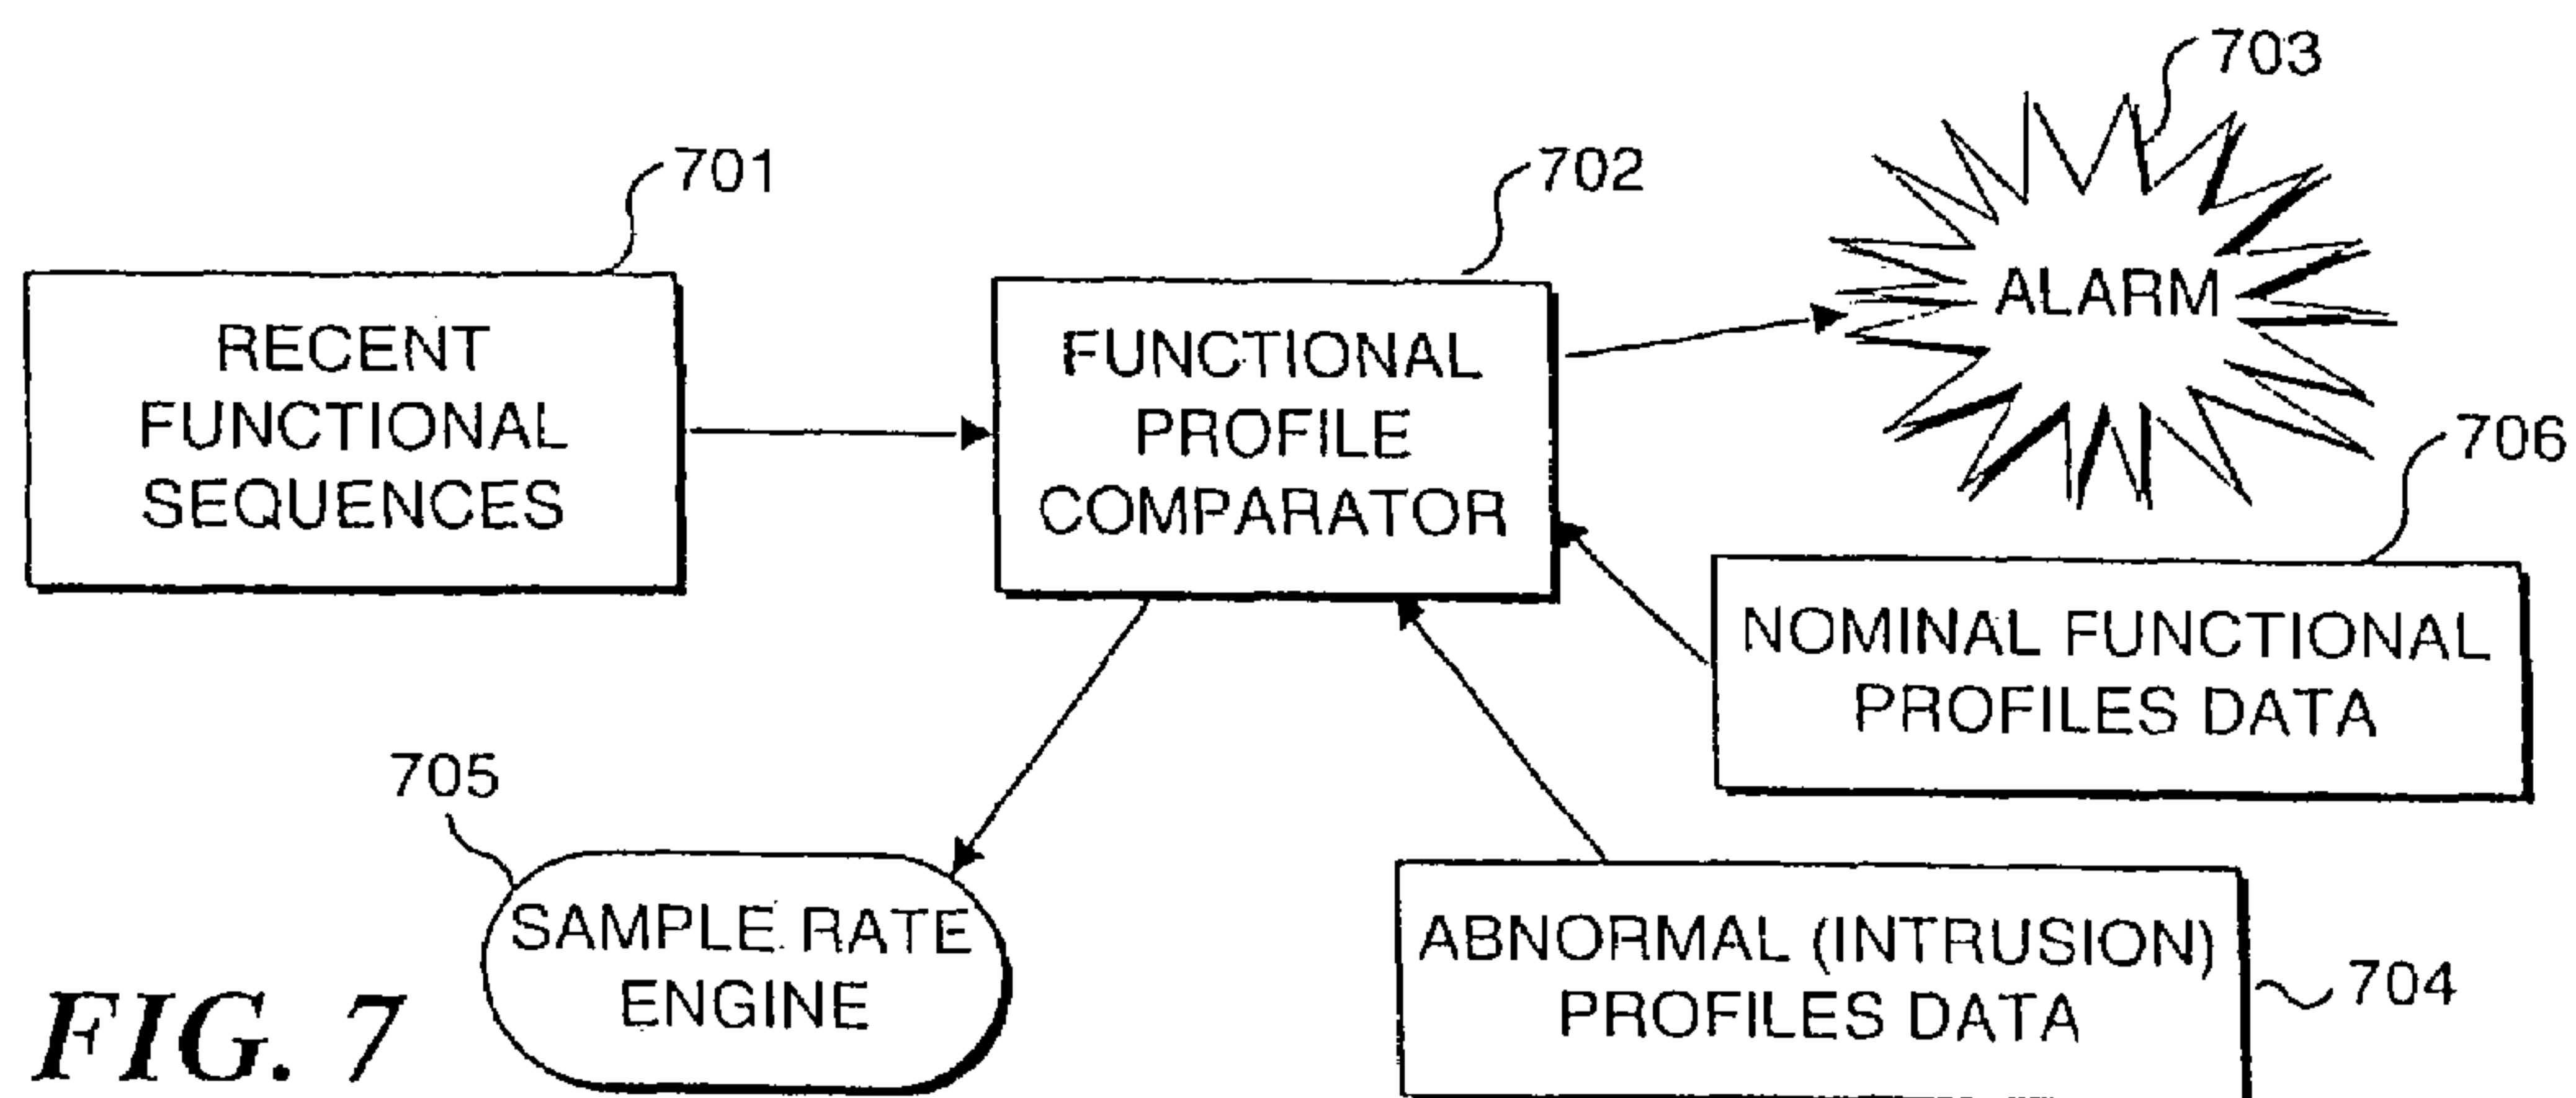 703
701
702
RECENT
FUNCTIONAL
SEQUENCES
FUNCTIONAL
PROFILE
COMPARATOR
ALARM
706
NOMINAL FUNCTIONAL
PROFILES DATA
705
SAMPLE RATE
ENGINE
ABNORMAL (INTRUSION)
PROFILES DATA
704
FIG. 7